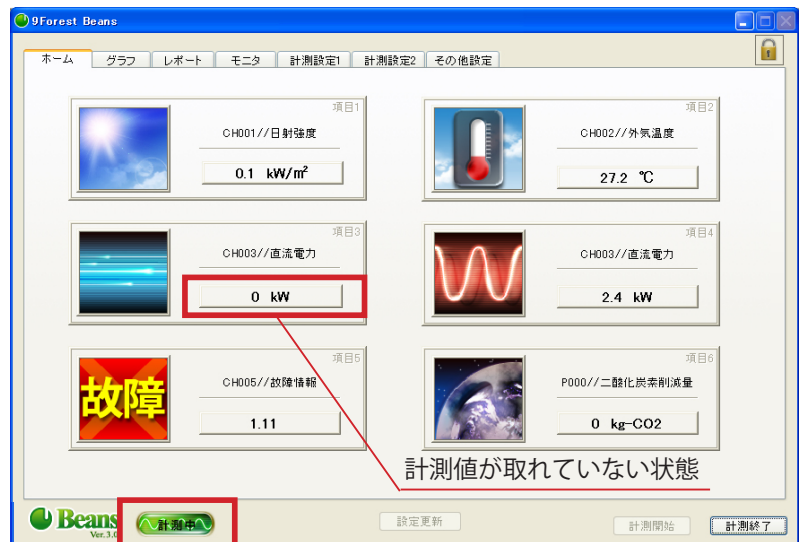 9Forest Beans
ホーム グラフ レポート モニタ 計測設定1 計測設定2 その他設定
項目1
CH001//日射強度
0.1 kW/m²
項目2
CH002//外気温度
27.2 ℃
項目3
CH003//直流電力
0 kW
項目4
CH003//直流電力
2.4 kW
項目5
故障
CH005//故障情報
1.11
項目6
P000//二酸化炭素削減量
0 kg-CO2
計測値が取れていない状態
Beans
Ver.3.0
計測中
設定更新
計測開始
計測終了